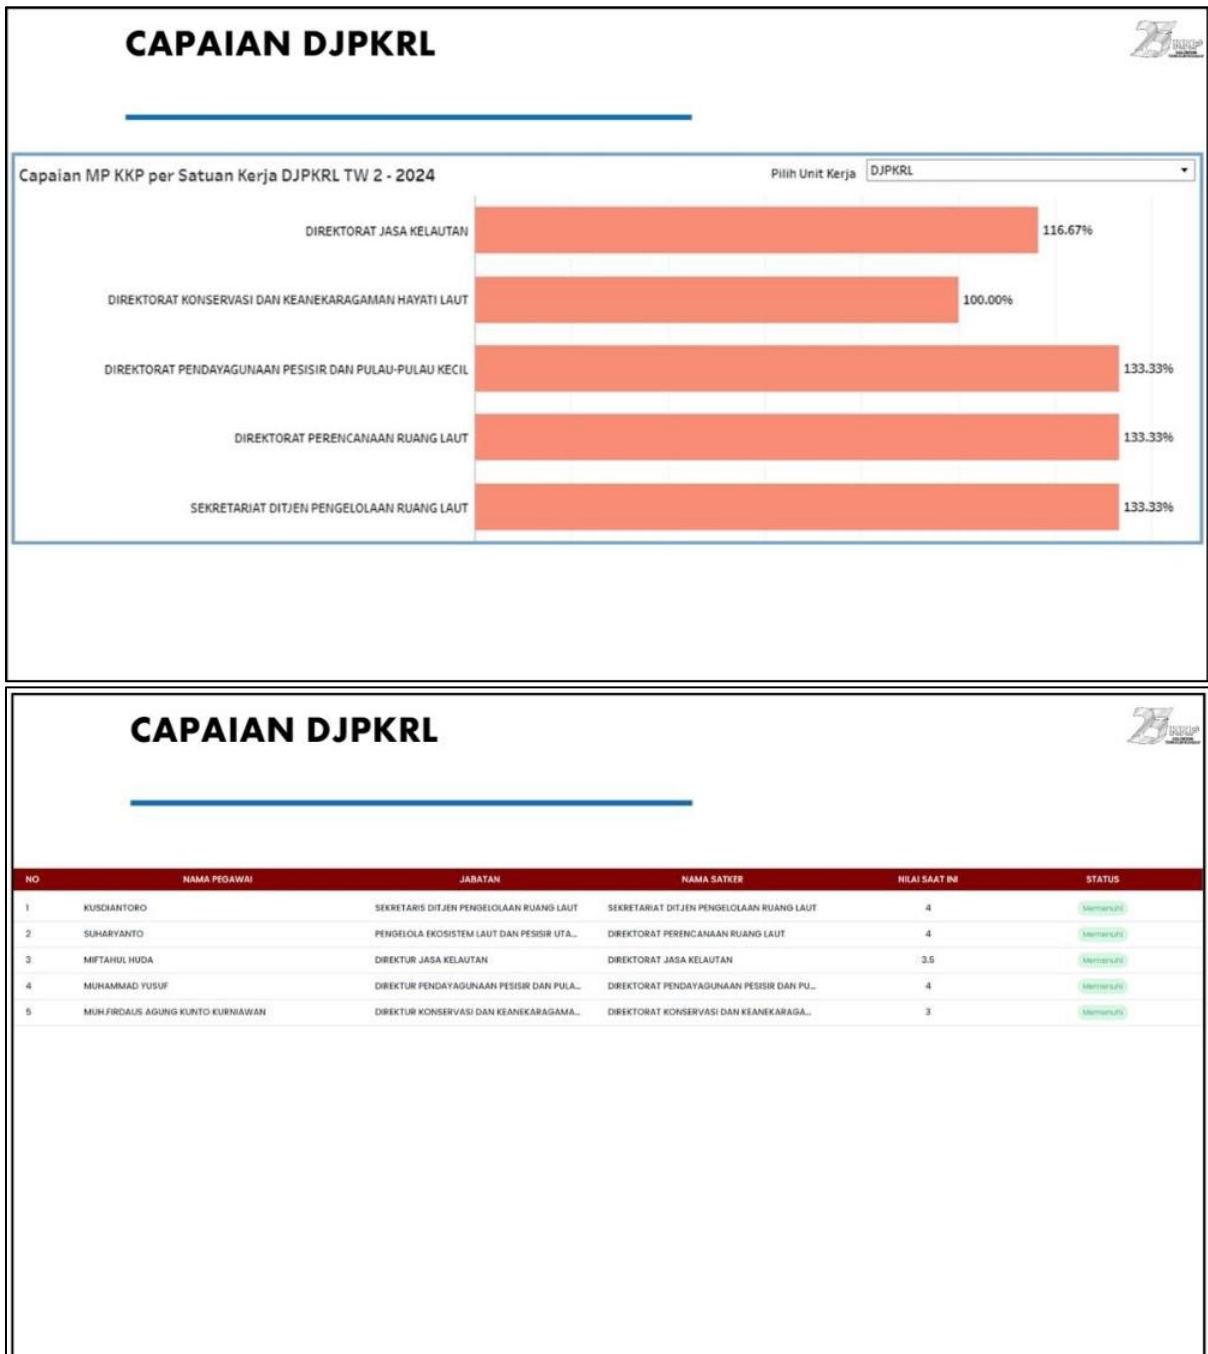 CAPAIAN DJPKRL
Capaian MP KKP per Satuan Kerja DJPKRL TW 2 - 2024
Pilih Unit Kerja DJPKRL
DIREKTORAT JASA KELAUTAN 116.67%
DIREKTORAT KONSERVASI DAN KEANEKARAGAMAN HAYATI LAUT 100.00%
DIREKTORAT PENDAYAGUNAAN PESISIR DAN PULAU-PULAU KECIL 133.33%
DIREKTORAT PERENCANAAN RUANG LAUT 133.33%
SEKRETARIAT DITJEN PENGELOLAAN RUANG LAUT 133.33%
CAPAIAN DJPKRL
NO NAMA PEGAWAI JABATAN NAMA SATKER NILAI SAAT INI STATUS
1 KUSDIANTORO SEKRETARIS DITJEN PENGELOLAAN RUANG LAUT SEKRETARIAT DITJEN PENGELOLAAN RUANG LAUT 4 Memenuhi
2 SUHARYANTO PENGELOLA EKOSISTEM LAUT DAN PESISIR UTA... DIREKTORAT PERENCANAAN RUANG LAUT 4 Memenuhi
3 MIFTAHUL HUDA DIREKTUR JASA KELAUTAN DIREKTORAT JASA KELAUTAN 3.5 Memenuhi
4 MUHAMMAD YUSUF DIREKTUR PENDAYAGUNAAN PESISIR DAN PULA... DIREKTORAT PENDAYAGUNAAN PESISIR DAN PU... 4 Memenuhi
5 MUH.FIRDAUS AGUNG KUNTO KURNIAWAN DIREKTUR KONSERVASI DAN KEANEKARAGAMA... DIREKTORAT KONSERVASI DAN KEANEKARAGA... 3 Memenuhi